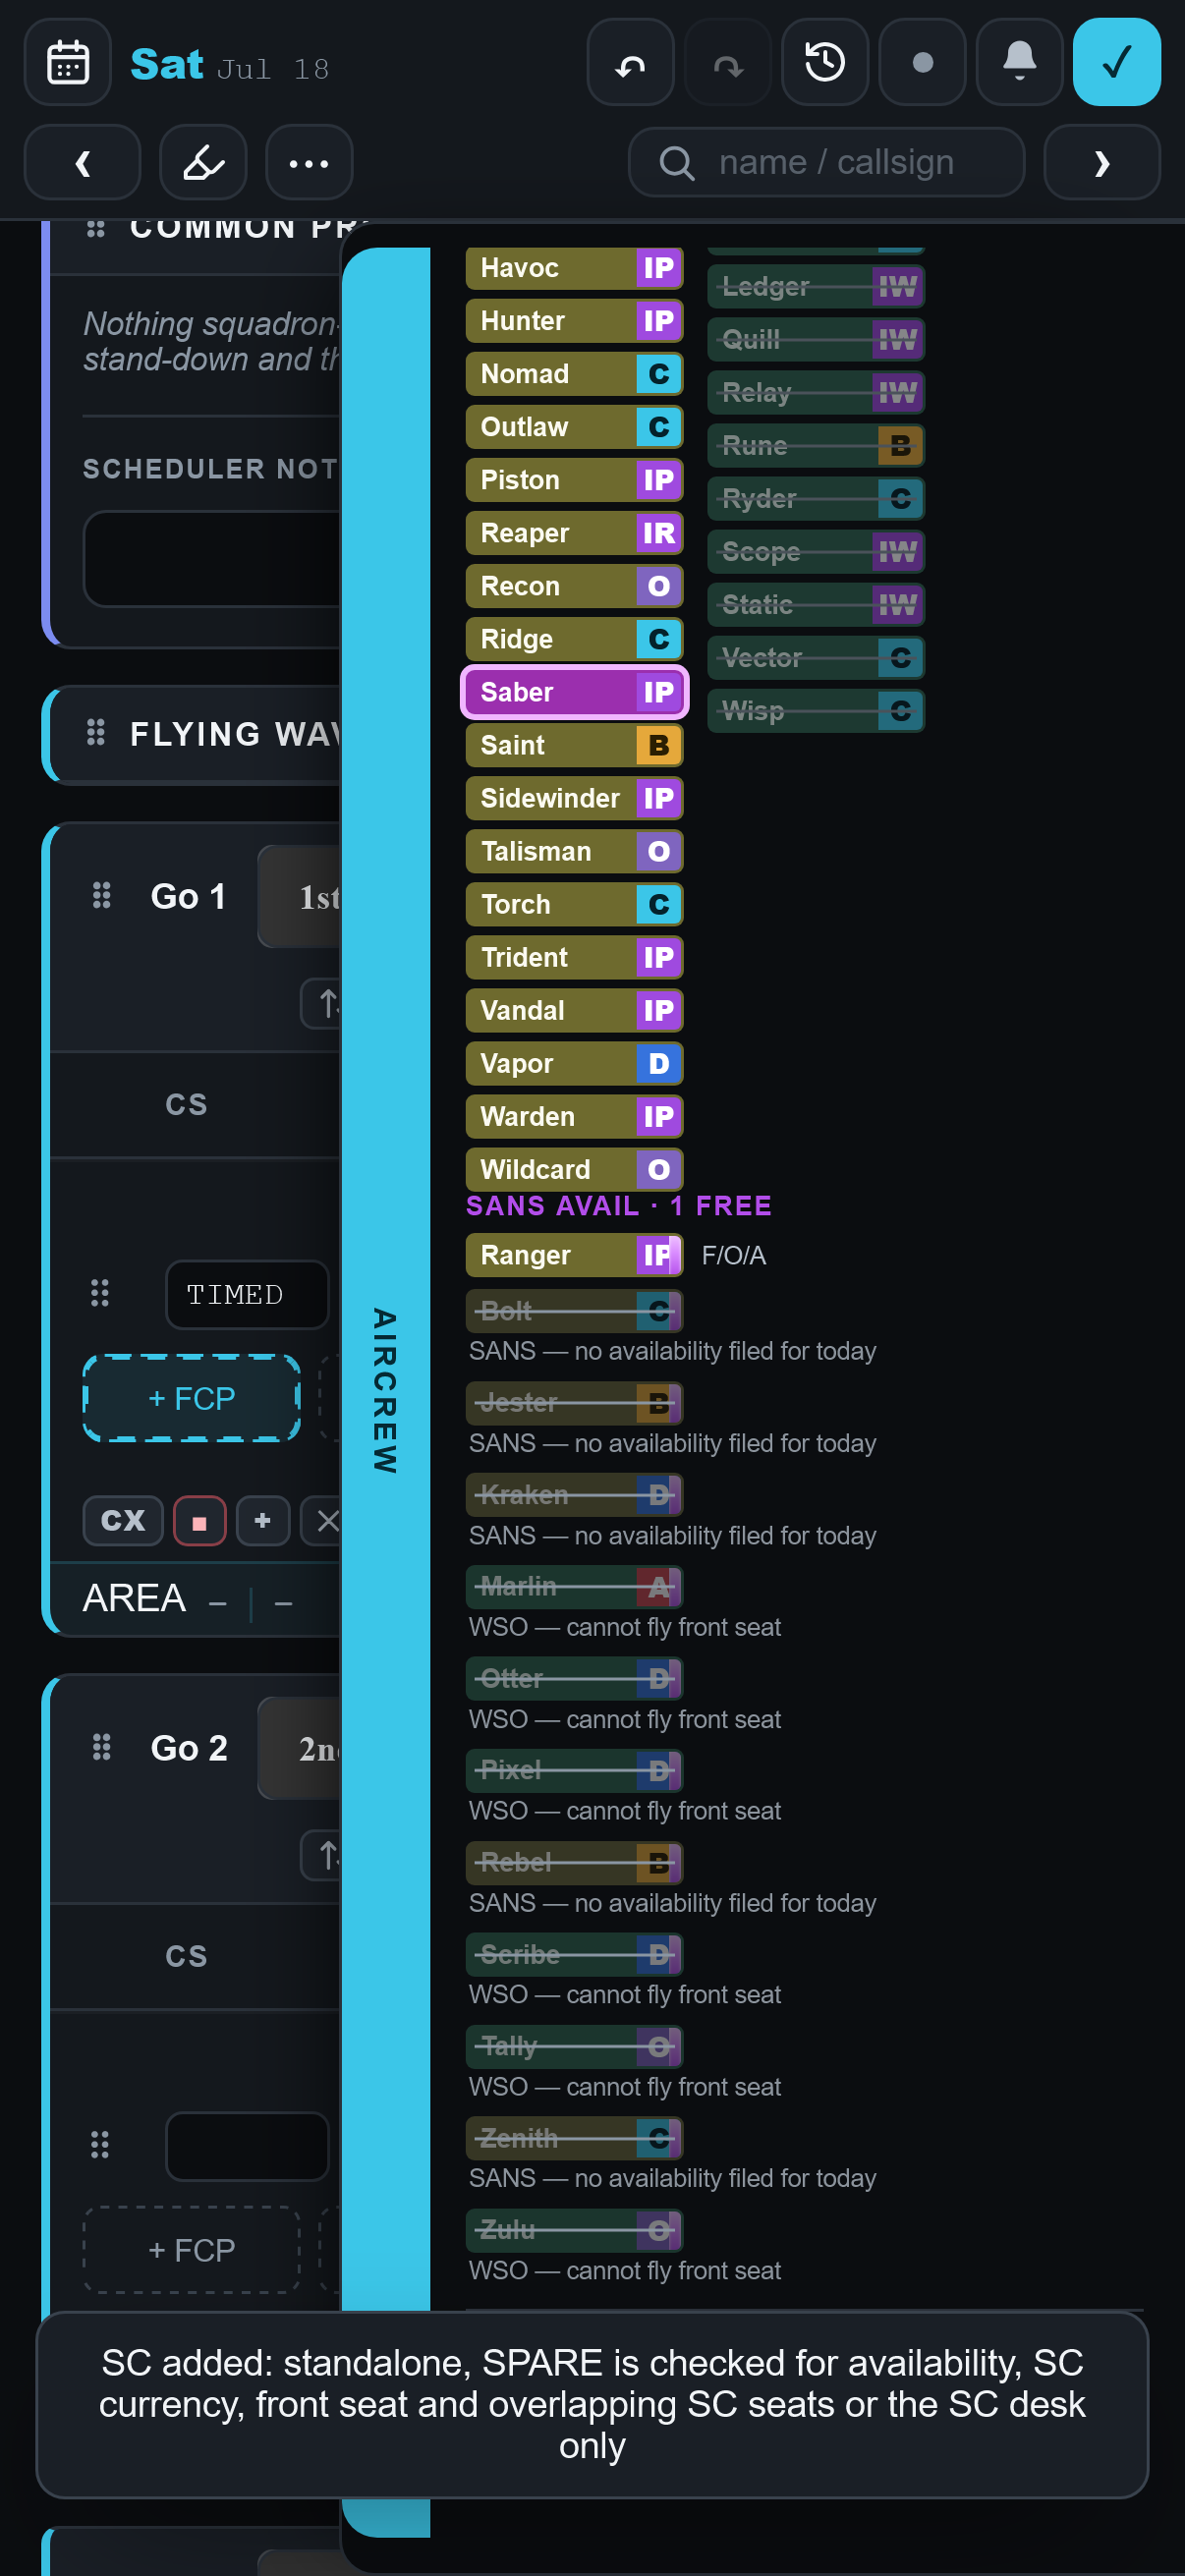 Sat Jul 18
name / callsign
COMMON PR
Nothing squadron-
stand-down and th
SCHEDULER NOT
FLYING WAV
Go 1 1st
CS
TIMED
+ FCP
CX +
AREA – | –
Go 2 2nd
CS
+ FCP
AIRCREW
Havoc IP
Hunter IP
Nomad C
Outlaw C
Piston IP
Reaper IR
Recon O
Ridge C
Saber IP
Saint B
Sidewinder IP
Talisman O
Torch C
Trident IP
Vandal IP
Vapor D
Warden IP
Wildcard O
Ledger IW
Quill IW
Relay IW
Rune B
Ryder C
Scope IW
Static IW
Vector C
Wisp C
SANS AVAIL · 1 FREE
Ranger IP F/O/A
Bolt C
SANS — no availability filed for today
Jester B
SANS — no availability filed for today
Kraken D
SANS — no availability filed for today
Marlin A
WSO — cannot fly front seat
Otter D
WSO — cannot fly front seat
Pixel D
WSO — cannot fly front seat
Rebel B
SANS — no availability filed for today
Scribe D
WSO — cannot fly front seat
Tally O
WSO — cannot fly front seat
Zenith C
SANS — no availability filed for today
Zulu O
WSO — cannot fly front seat
SC added: standalone, SPARE is checked for availability, SC
currency, front seat and overlapping SC seats or the SC desk
only